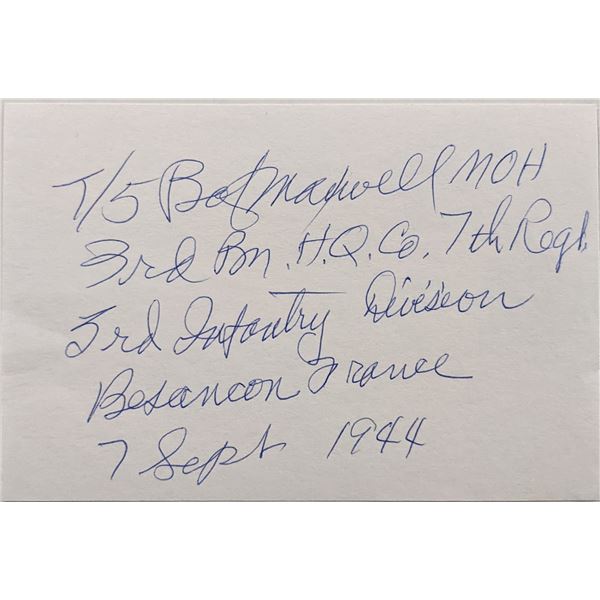 T/5 Bob Maxwell MOH
3rd Bn. H.Q. Co. 7th Regt.
3rd Infantry Division
Besancon France
7 Sept 1944